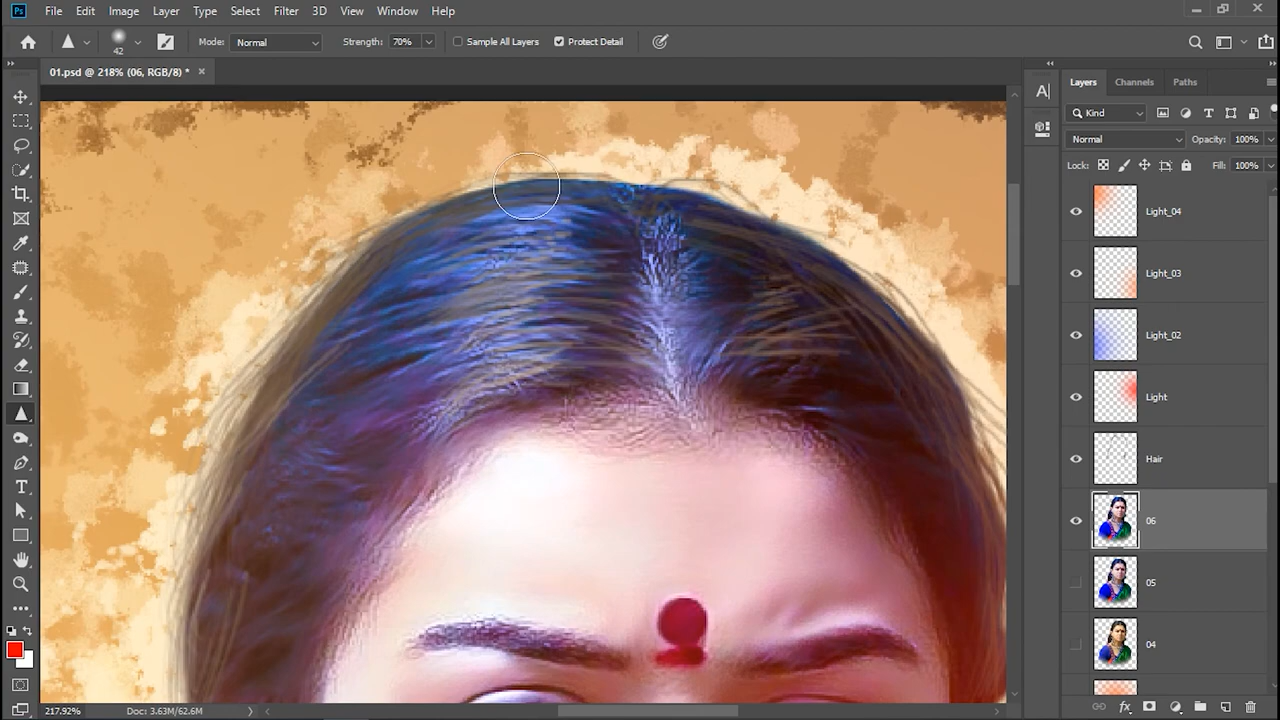 Ps File Edit Image Layer Type Select Filter 3D View Window Help
42 Mode: Normal Strength: 70% Sample All Layers Protect Detail
01.psd @ 218% (06, RGB/8) *
Layers Channels Paths
Kind
Normal Opacity: 100%
Lock: Fill: 100%
Light_04
Light_03
Light_02
Light
Hair
06
05
04
217.92% Doc: 3.63M/62.6M